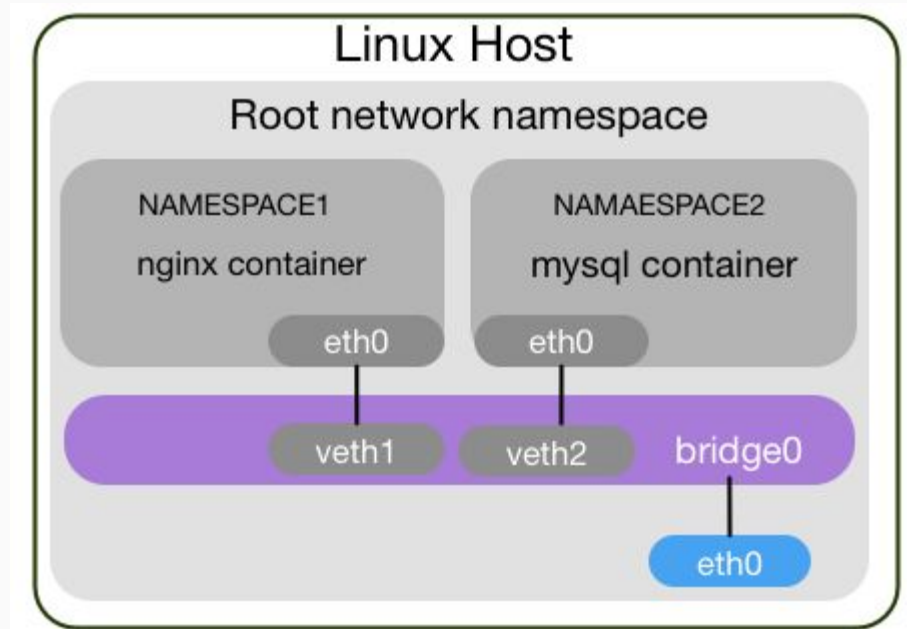 Linux Host
Root network namespace
NAMESPACE1
nginx container
eth0
NAMAESPACE2
mysql container
eth0
veth1
veth2
bridge0
eth0